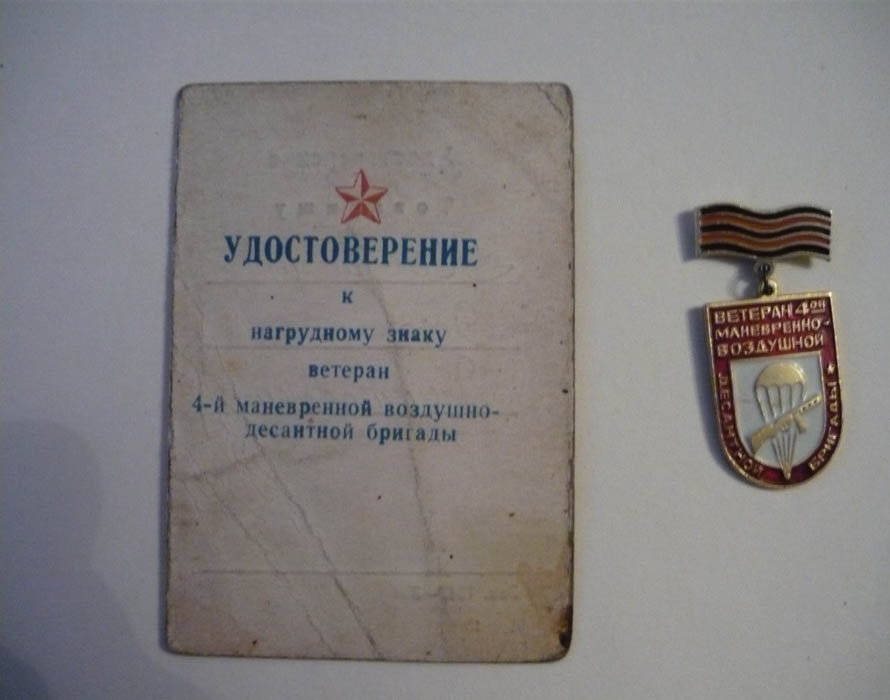 УДОСТОВЕРЕНИЕ
к
нагрудному знаку
ветеран
4-й маневренной воздушно-
десантной бригады
ВЕТЕРАН 4ОЙ
МАНЕВРЕННО-
ВОЗДУШНОЙ
ДЕСАНТНОЙ
БРИГАДЫ